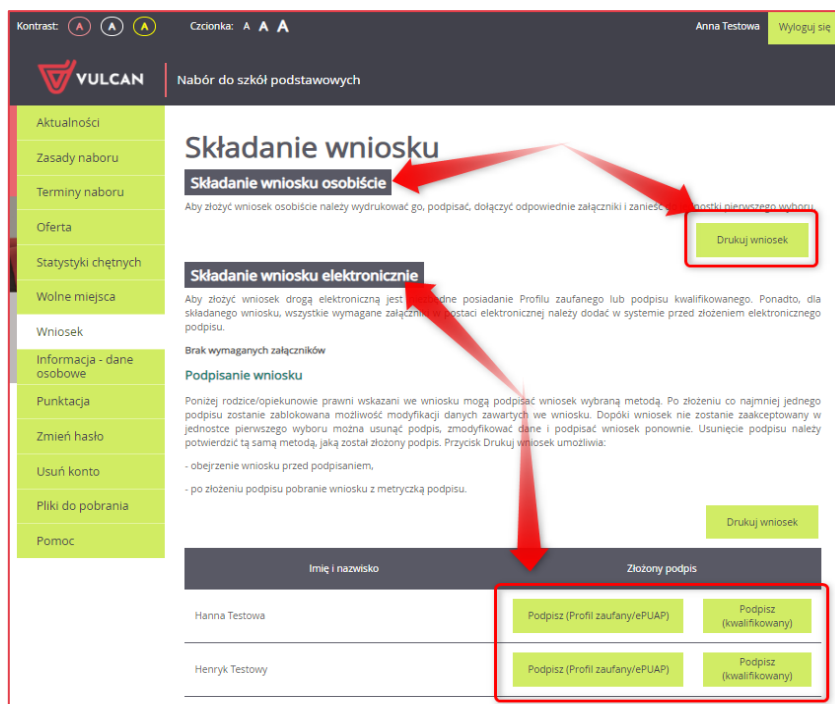 Kontrast: A A A Czcionka: A A A Anna Testowa Wyloguj się
VULCAN Nabór do szkół podstawowych
Aktualności
Zasady naboru
Terminy naboru
Oferta
Statystyki chętnych
Wolne miejsca
Wniosek
Informacja - dane
osobowe
Punktacja
Zmień hasło
Usuń konto
Pliki do pobrania
Pomoc
Składanie wniosku
Składanie wniosku osobiście
Aby złożyć wniosek osobiście należy wydrukować go, podpisać, dołączyć odpowiednie załączniki i zanieść pierwszego wyboru.
Drukuj wniosek
Składanie wniosku elektronicznie
Aby złożyć wniosek drogą elektroniczną jest posiadanie Profilu zaufanego lub podpisu kwalifikowanego. Ponadto, dla
składanego wniosku, wszystkie wymagane załączniki w postaci elektronicznej należy dodać w systemie przed złożeniem elektronicznego
podpisu.
Brak wymaganych załączników
Podpisanie wniosku
Poniżej rodzice/opiekunowie prawni wskazani we wniosku mogą podpisać wniosek wybraną metodą. Po złożeniu co najmniej jednego
podpisu zostanie zablokowana możliwość modyfikacji danych zawartych we wniosku. Dopóki wniosek nie zostanie zaakceptowany w
jednostce pierwszego wyboru można usunąć podpis, zmodyfikować dane i podpisać wniosek ponownie. Usunięcie podpisu należy
potwierdzić tą samą metodą, jaką został złożony podpis. Przycisk Drukuj wniosek umożliwia:
- obejrzenie wniosku przed podpisaniem,
- po złożeniu podpisu pobranie wniosku z metryczką podpisu.
Drukuj wniosek
Imię i nazwisko Złożony podpis
Hanna Testowa Podpisz (Profil zaufany/ePUAP) Podpisz
(kwalifikowany)
Henryk Testowy Podpisz (Profil zaufany/ePUAP) Podpisz
(kwalifikowany)